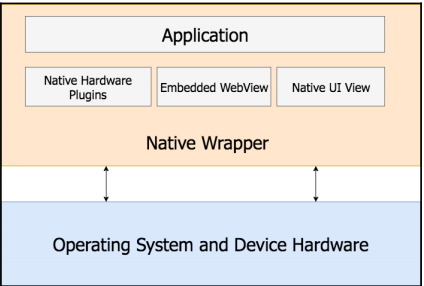 Application
Native Hardware
Plugins
Embedded WebView
Native UI View
Native Wrapper
Operating System and Device Hardware